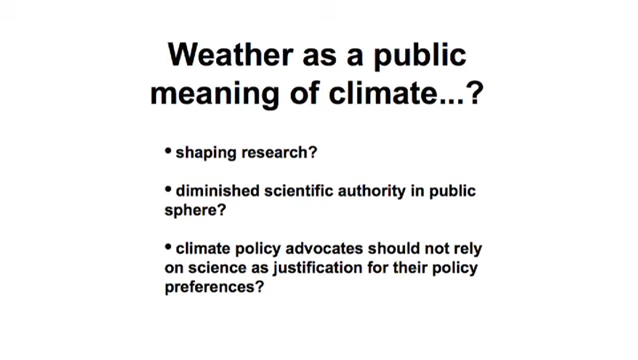 Weather as a public
meaning of climate...?
• shaping research?
• diminished scientific authority in public
sphere?
• climate policy advocates should not rely
on science as justification for their policy
preferences?